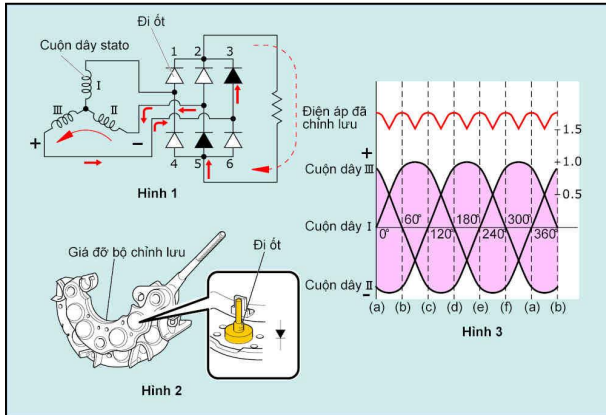 Đi ốt
Cuộn dây stato
1 2 3
I
III
II
+
-
4 5 6
Hình 1
Điện áp đã
chỉnh lưu
1.5
+
1.0
Cuộn dây III
0.5
Cuộn dây I
60° 180° 300°
0° 120° 240° 360°
Cuộn dây II
-
(a) (b) (c) (d) (e) (f) (a) (b)
Hình 3
Giá đỡ bộ chỉnh lưu
Đi ốt
Hình 2